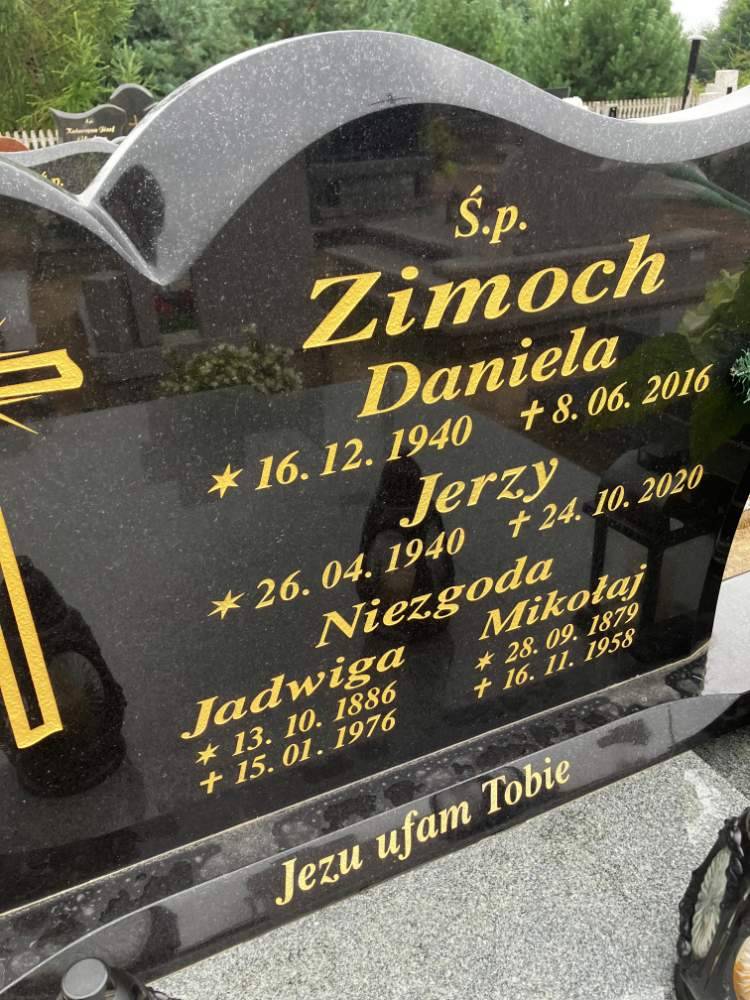 Ś.p.
Zimoch
Daniela
✶ 16. 12. 1940 ✝ 8. 06. 2016
Jerzy
✶ 26. 04. 1940 ✝ 24. 10. 2020
Niezgoda
Jadwiga
✶ 13. 10. 1886
✝ 15. 01. 1976
Mikołaj
✶ 28. 09. 1879
✝ 16. 11. 1958
Jezu ufam Tobie